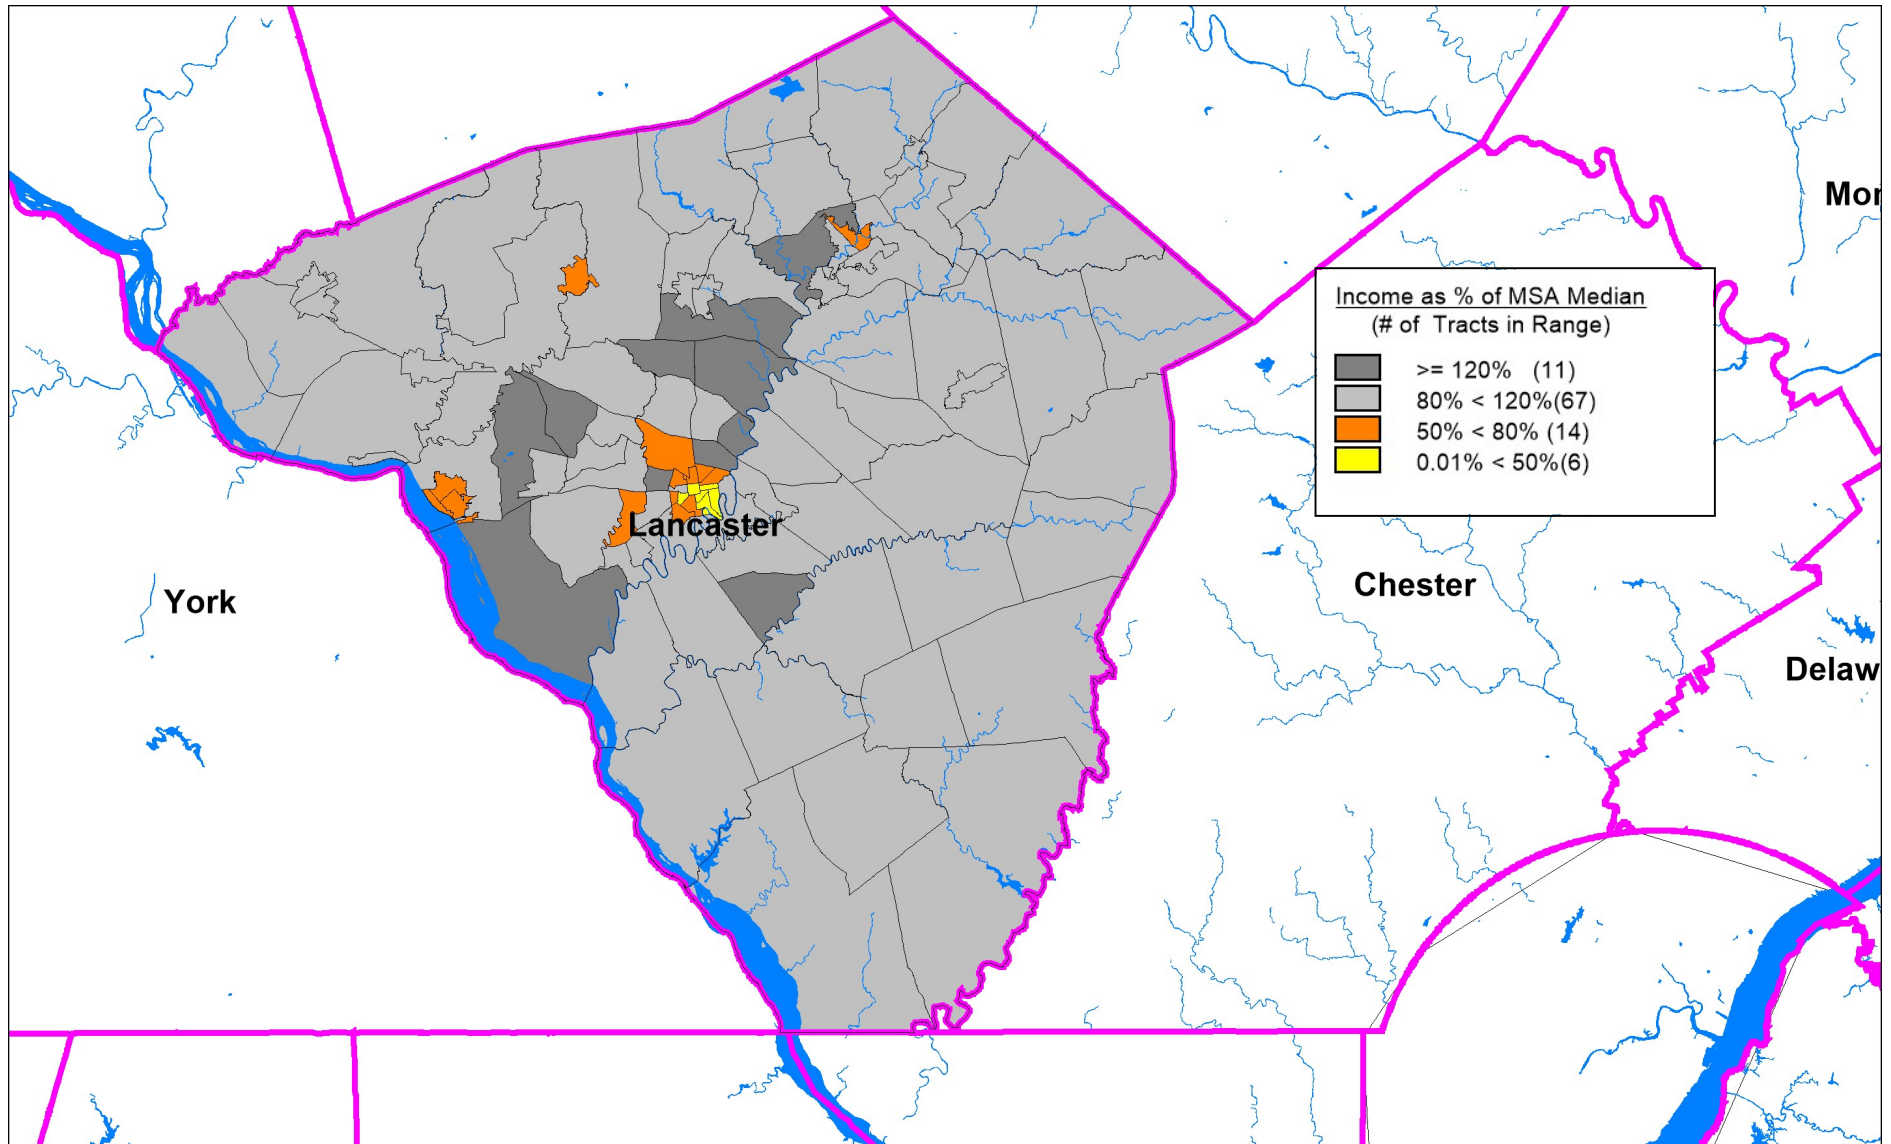 Mor
Income as % of MSA Median
(# of Tracts in Range)
>= 120% (11)
80% < 120%(67)
50% < 80% (14)
0.01% < 50%(6)
Lancaster
Chester
York
Delaw